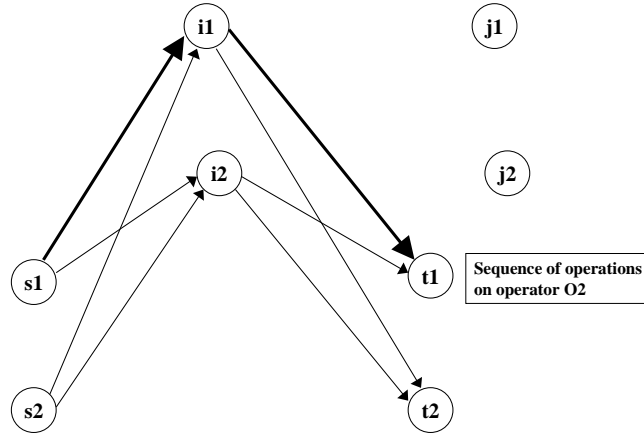 i1
j1
i2
j2
s1
t1
Sequence of operations
on operator O2
s2
t2